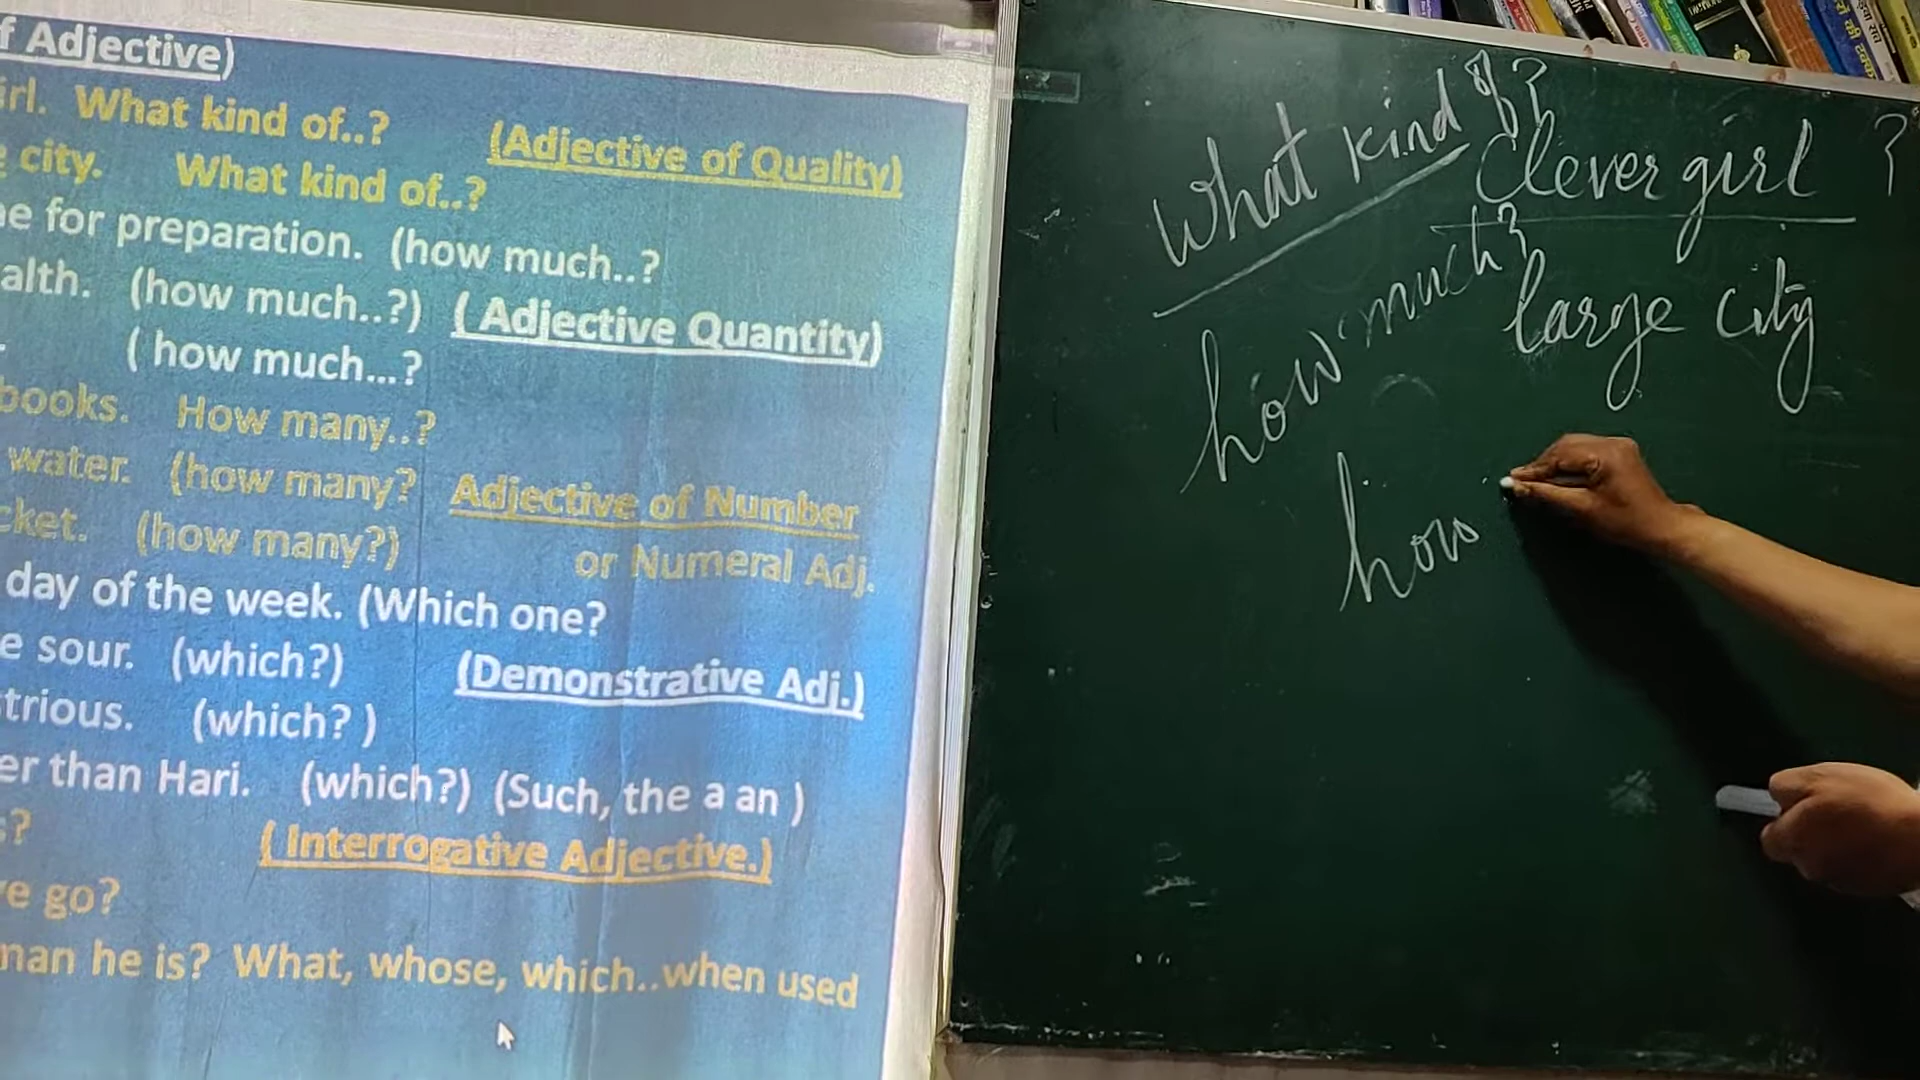 f Adjective)
irl. What kind of..?
(Adjective of Quality)
e city. What kind of..?
ne for preparation. (how much..?
alth. (how much..?) ( Adjective Quantity)
( how much...?
books. How many..?
water. (how many? Adjective of Number
cket. (how many?) or Numeral Adj.
day of the week. (Which one?
e sour. (which?) (Demonstrative Adj.)
trious. (which? )
er than Hari. (which?) (Such, the a an )
s? ( Interrogative Adjective.)
e go?
man he is? What, whose, which..when used
What kind of?
Clever girl ?
how much?
large city
how